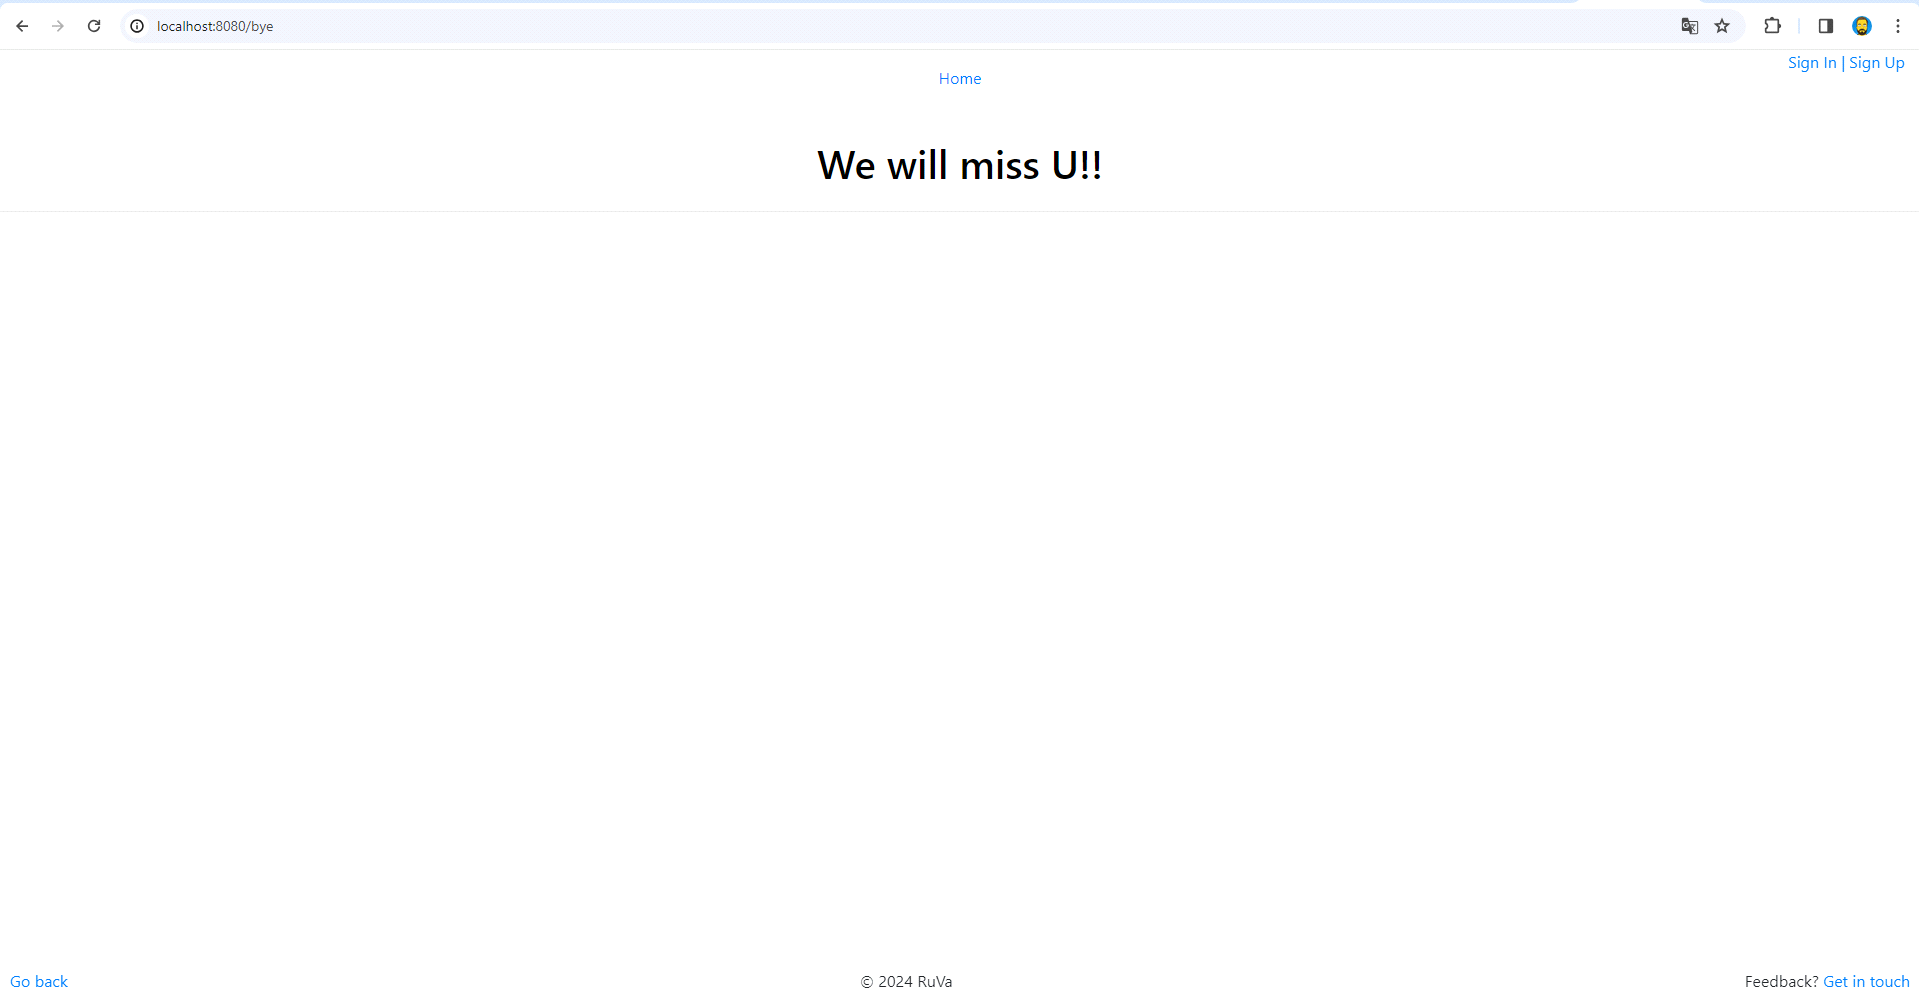 localhost:8080/bye
Sign In | Sign Up
Home
We will miss U!!
Go back
© 2024 RuVa
Feedback? Get in touch